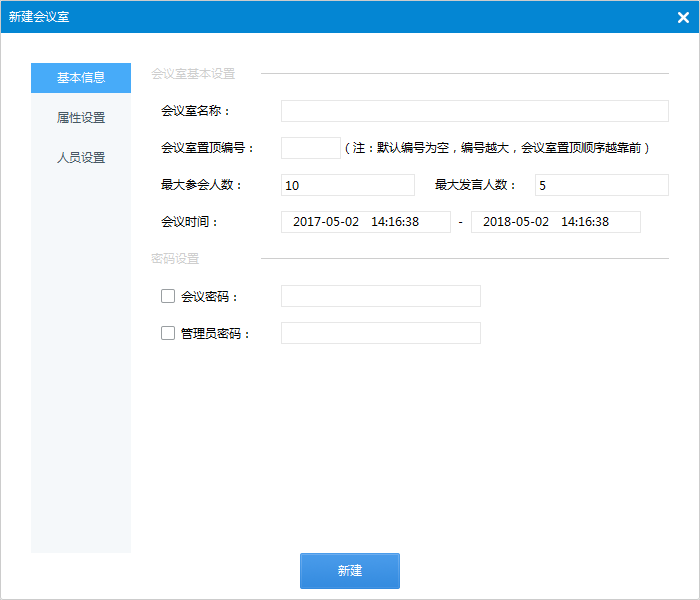 新建会议室
基本信息
属性设置
人员设置
会议室基本设置
会议室名称：
会议室置顶编号： （注：默认编号为空，编号越大，会议室置顶顺序越靠前）
最大参会人数： 10 最大发言人数： 5
会议时间： 2017-05-02 14:16:38 - 2018-05-02 14:16:38
密码设置
会议密码：
管理员密码：
新建